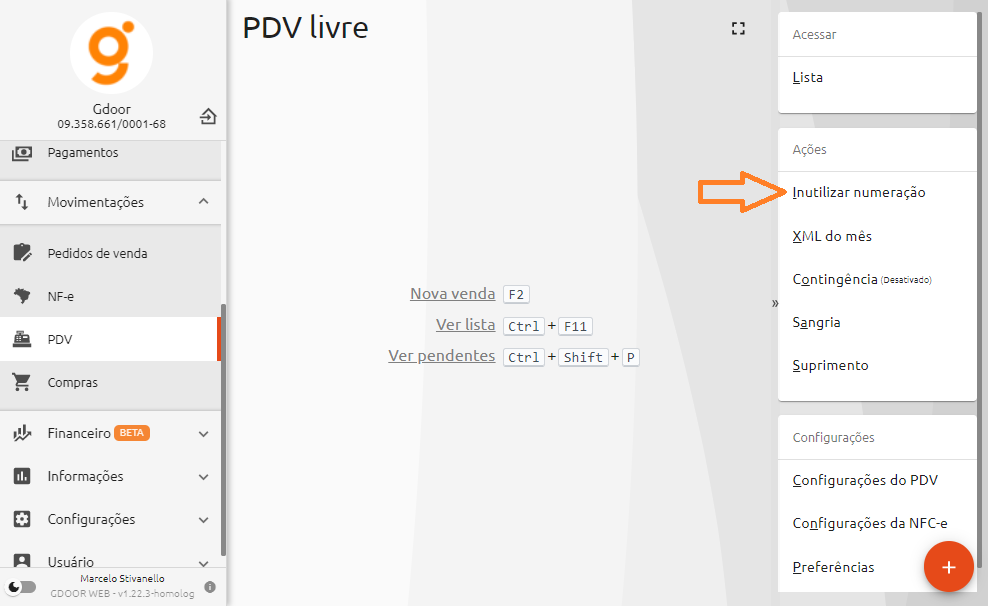 Gdoor
09.358.661/0001-68
Pagamentos
Movimentações
Pedidos de venda
NF-e
PDV
Compras
Financeiro BETA
Informações
Configurações
Usuário
Marcelo Stivanello
GDOOR WEB - v1.22.3-homolog
PDV livre
Nova venda F2
Ver lista Ctrl + F11
Ver pendentes Ctrl + Shift + P
»
Acessar
Lista
Ações
Inutilizar numeração
XML do mês
Contingência (Desativado)
Sangria
Suprimento
Configurações
Configurações do PDV
Configurações da NFC-e
Preferências
+